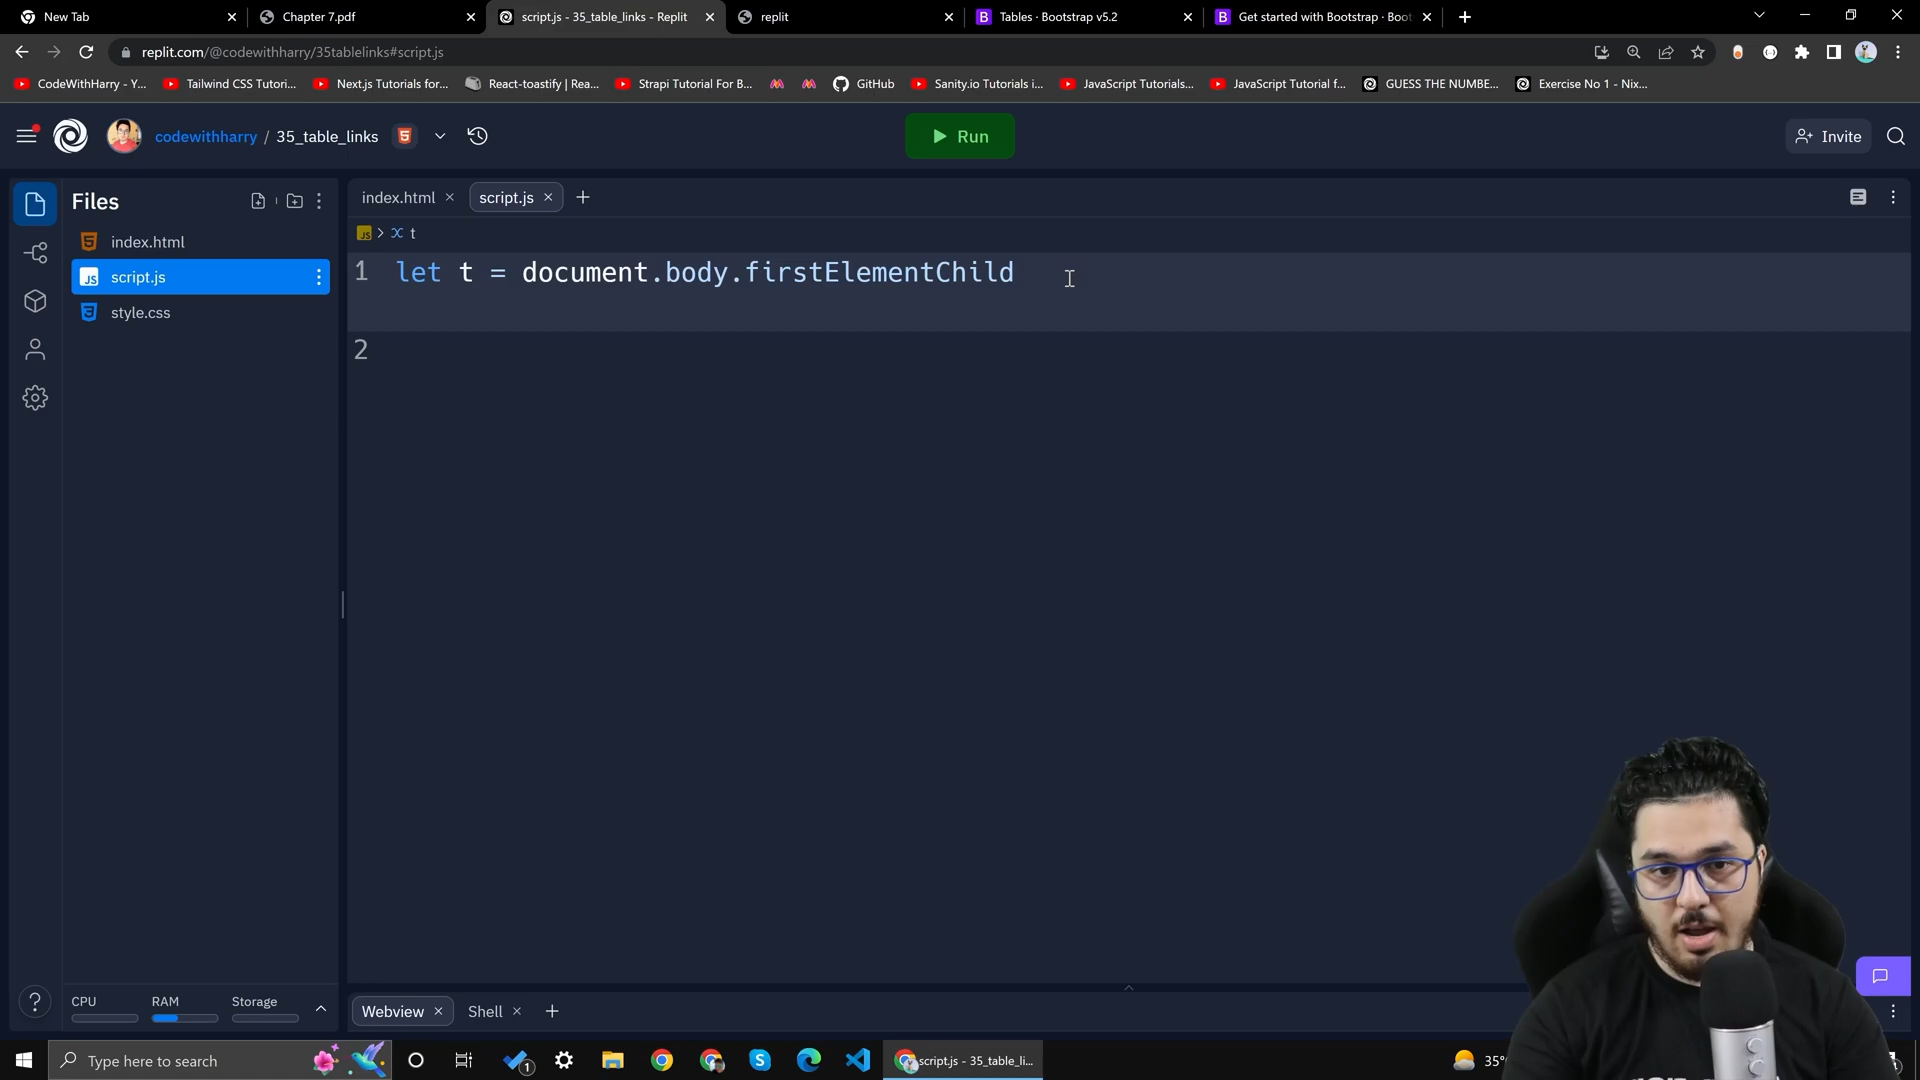 New Tab
Chapter 7.pdf
script.js - 35_table_links - Replit
replit
Tables · Bootstrap v5.2
Get started with Bootstrap · Boot
replit.com/@codewithharry/35tablelinks#script.js
CodeWithHarry - Y...
Tailwind CSS Tutori...
Next.js Tutorials for...
React-toastify | Rea...
Strapi Tutorial For B...
GitHub
Sanity.io Tutorials i...
JavaScript Tutorials...
JavaScript Tutorial f...
GUESS THE NUMBE...
Exercise No 1 - Nix...
codewithharry / 35_table_links
Run
Invite
Files
index.html
script.js
style.css
index.html
script.js
JS > t
1 let t = document.body.firstElementChild
2
CPU
RAM
Storage
Webview
Shell
Type here to search
1
script.js - 35_table_li...
35°